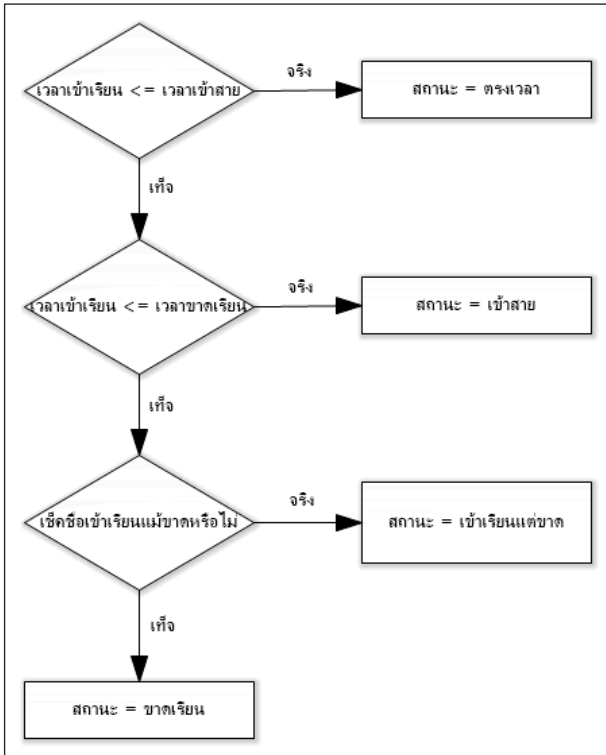 เวลาเข้าเรียน <= เวลาเข้าสาย
จริง
สถานะ = ตรงเวลา
เท็จ
เวลาเข้าเรียน <= เวลาขาดเรียน
จริง
สถานะ = เข้าสาย
เท็จ
เช็คชื่อเข้าเรียนแม้ขาดหรือไม่
จริง
สถานะ = เข้าเรียนแต่ขาด
เท็จ
สถานะ = ขาดเรียน